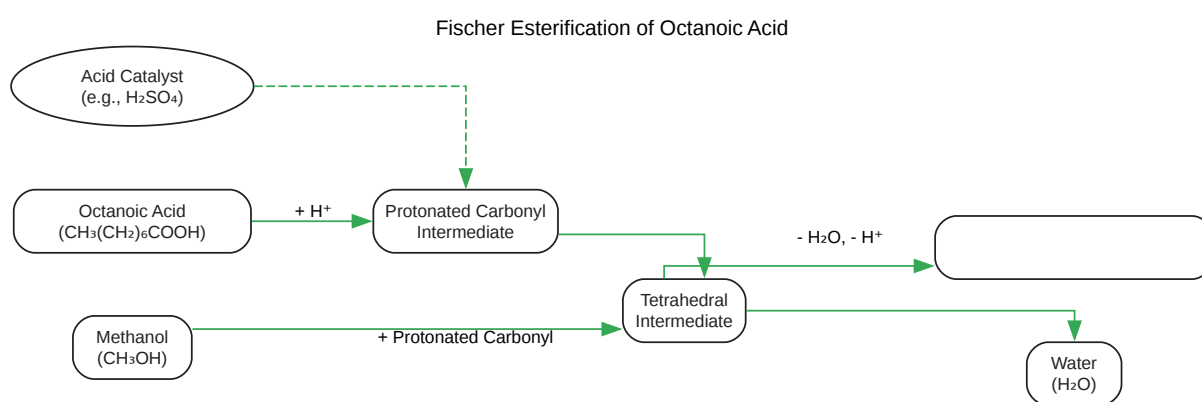 Fischer Esterification of Octanoic Acid
Acid Catalyst
(e.g., H₂SO₄)
Octanoic Acid
(CH₃(CH₂)₆COOH)
+ H⁺
Protonated Carbonyl
Intermediate
- H₂O, - H⁺
Tetrahedral
Intermediate
Methanol
(CH₃OH)
+ Protonated Carbonyl
Water
(H₂O)